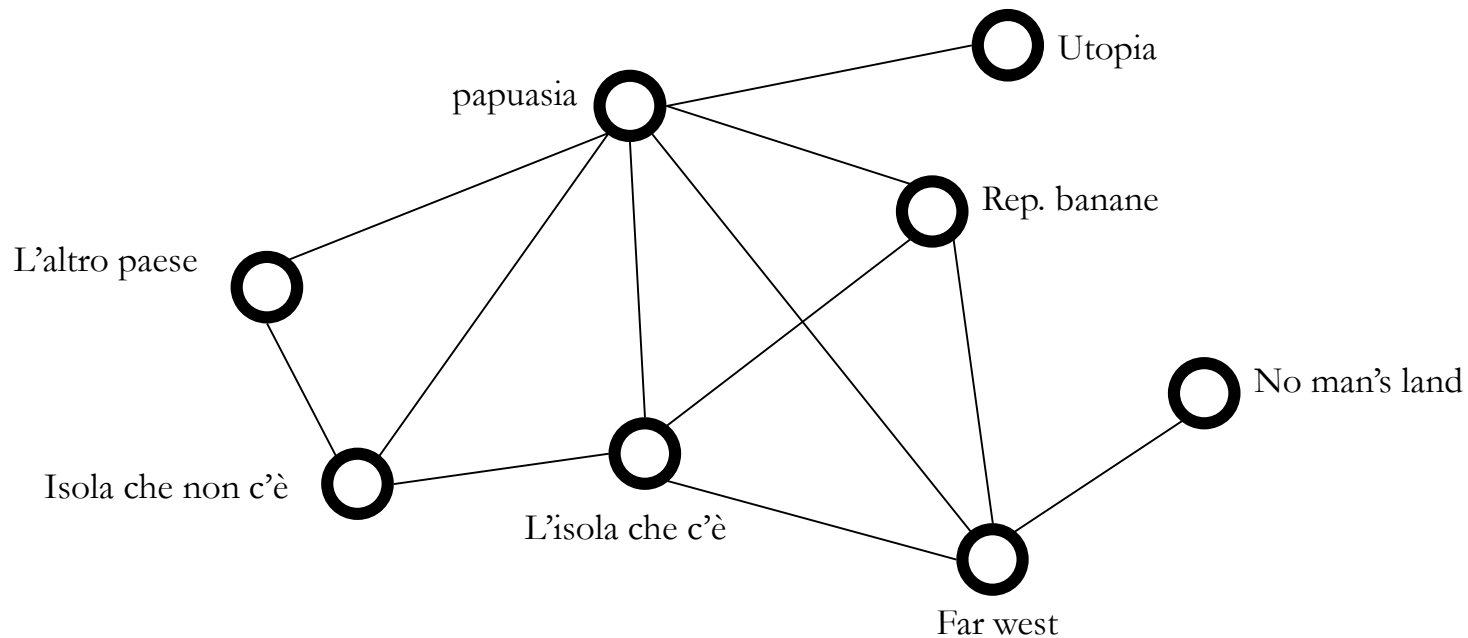 Utopia
papuasia
Rep. banane
L’altro paese
No man’s land
Isola che non c’è
L’isola che c’è
Far west